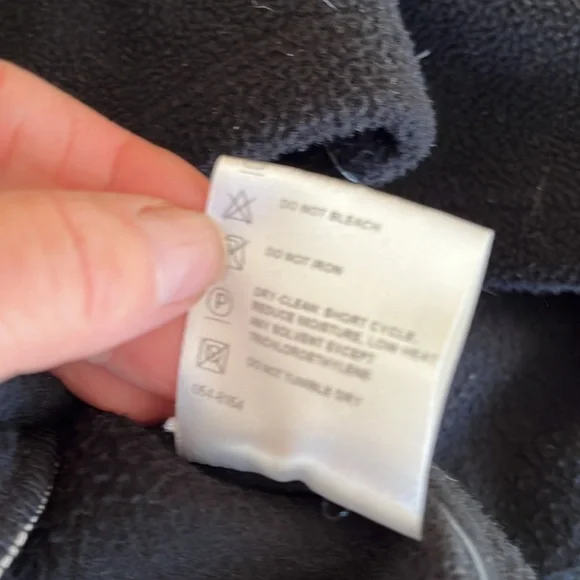 DO NOT BLEACH
DO NOT IRON
P
DRY CLEAN SHORT CYCLE,
REDUCE MOISTURE, LOW HEAT
ANY SOLVENT EXCEPT
TRICHLOROETHYLENE
DO NOT TUMBLE DRY